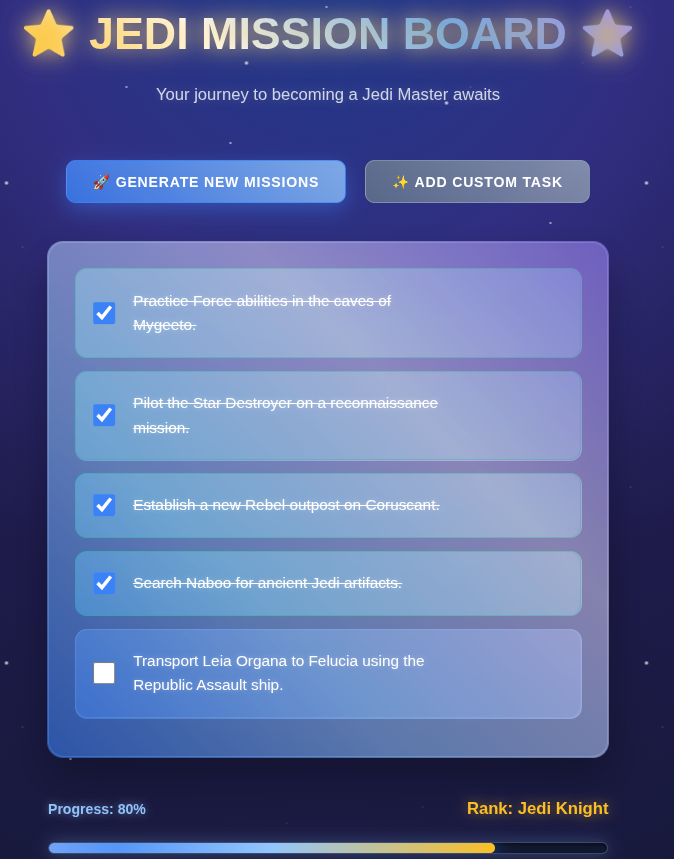 ⭐ JEDI MISSION BOARD ⭐
Your journey to becoming a Jedi Master awaits
🚀 GENERATE NEW MISSIONS
✨ ADD CUSTOM TASK
Practice Force abilities in the caves of
Mygeeto.
Pilot the Star Destroyer on a reconnaissance
mission.
Establish a new Rebel outpost on Coruscant.
Search Naboo for ancient Jedi artifacts.
Transport Leia Organa to Felucia using the
Republic Assault ship.
Progress: 80%
Rank: Jedi Knight